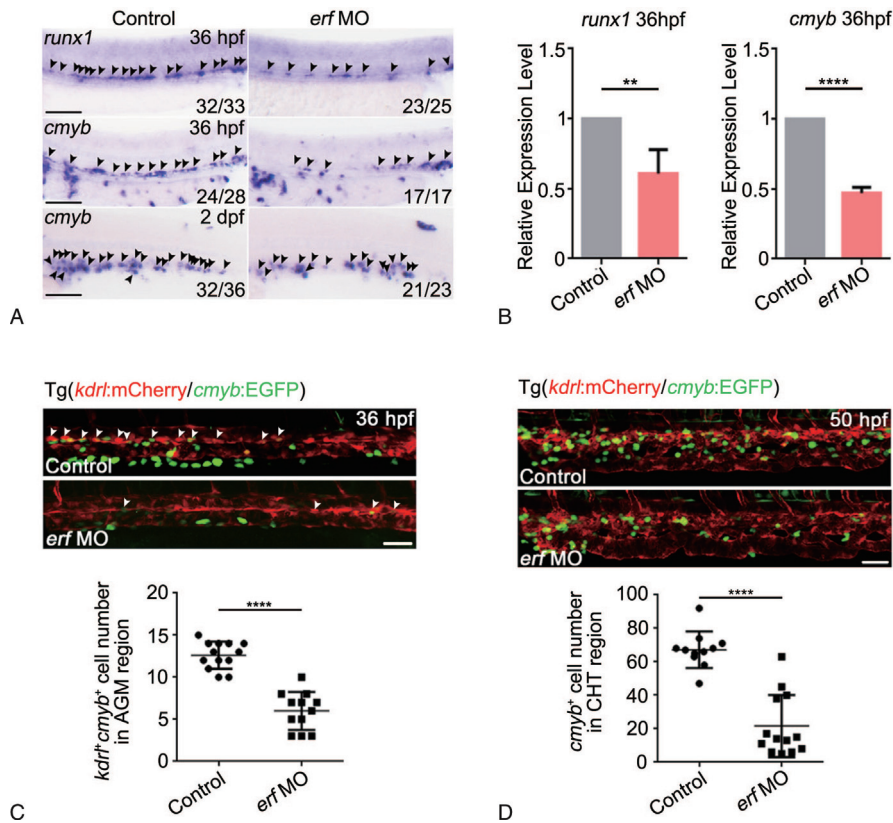 Control
erf MO
runx1
36 hpf
32/33
23/25
cmyb
36 hpf
24/28
17/17
cmyb
2 dpf
32/36
21/23
A
runx1 36hpf
Relative Expression Level
1.5
1
0.5
0
**
Control
erf MO
cmyb 36hpf
Relative Expression Level
1.5
1
0.5
0
****
Control
erf MO
B
Tg(kdrl:mCherry/cmyb:EGFP)
36 hpf
Control
erf MO
kdrl⁺cmyb⁺ cell number
in AGM region
20
15
10
5
0
****
Control
erf MO
C
Tg(kdrl:mCherry/cmyb:EGFP)
50 hpf
Control
erf MO
cmyb⁺ cell number
in CHT region
100
80
60
40
20
0
****
Control
erf MO
D